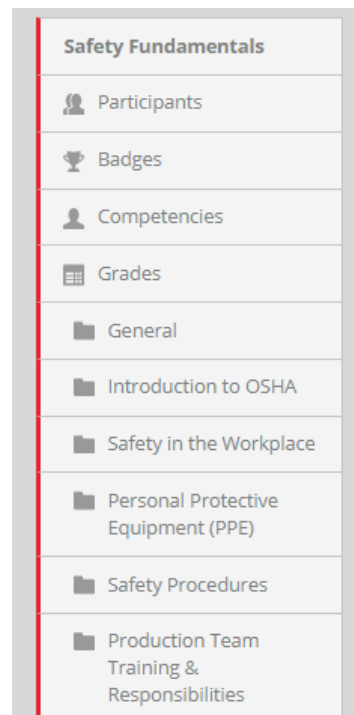 Safety Fundamentals
Participants
Badges
Competencies
Grades
General
Introduction to OSHA
Safety in the Workplace
Personal Protective
Equipment (PPE)
Safety Procedures
Production Team
Training &
Responsibilities